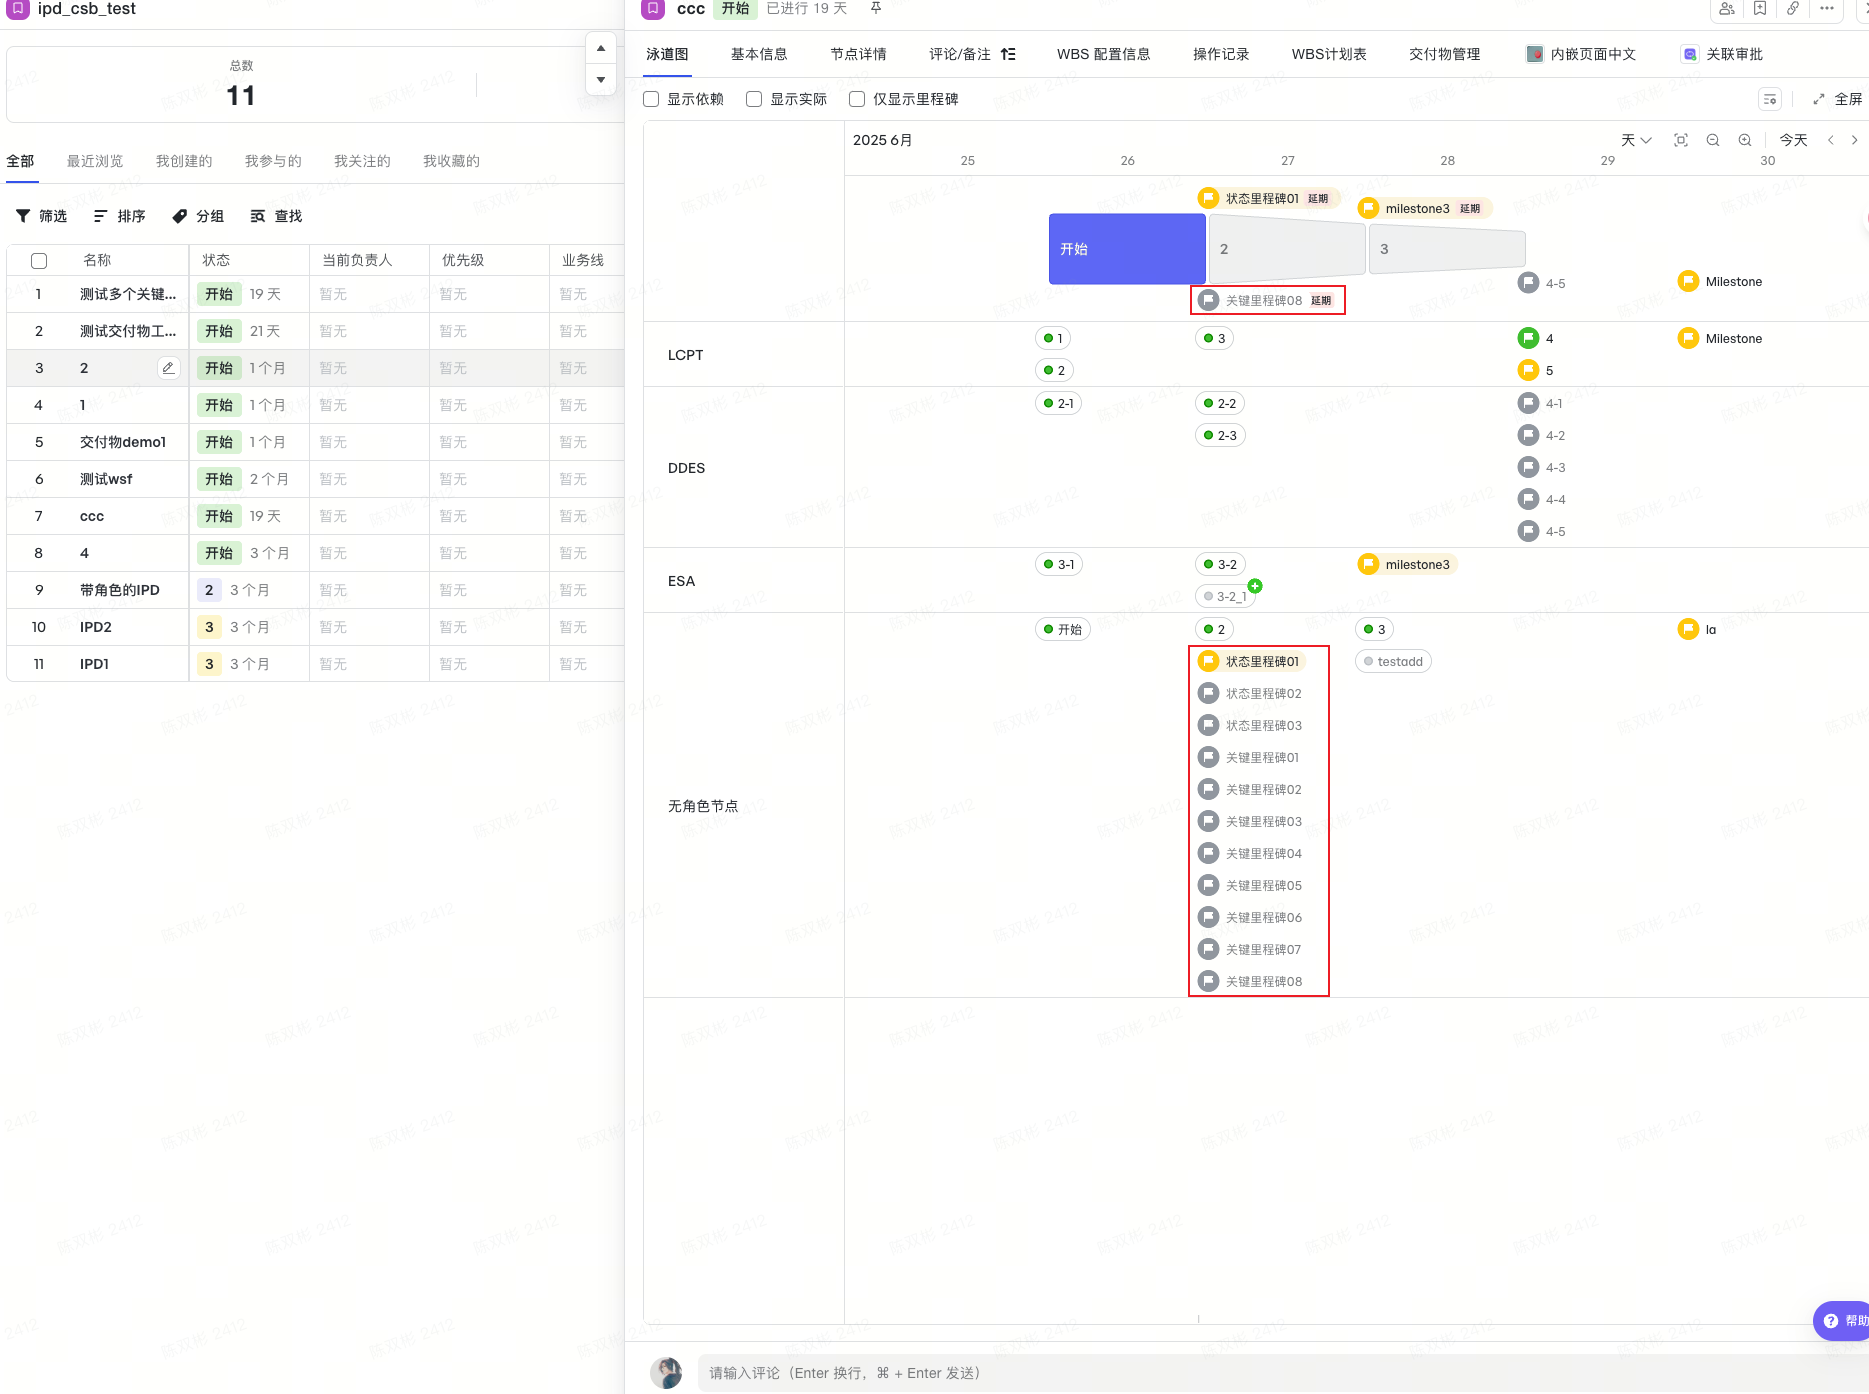 ipd_csb_test
总数
11
全部 最近浏览 我创建的 我参与的 我关注的 我收藏的
筛选 排序 分组 查找
名称 状态 当前负责人 优先级 业务线
1 测试多个关键... 开始 19 天 暂无 暂无 暂无
2 测试交付物工... 开始 21 天 暂无 暂无 暂无
3 2 开始 1 个月 暂无 暂无 暂无
4 1 开始 1 个月 暂无 暂无 暂无
5 交付物demo1 开始 1 个月 暂无 暂无 暂无
6 测试wsf 开始 2 个月 暂无 暂无 暂无
7 ccc 开始 19 天 暂无 暂无 暂无
8 4 开始 3 个月 暂无 暂无 暂无
9 带角色的IPD 2 3 个月 暂无 暂无 暂无
10 IPD2 3 3 个月 暂无 暂无 暂无
11 IPD1 3 3 个月 暂无 暂无 暂无
ccc 开始 已进行 19 天
泳道图 基本信息 节点详情 评论/备注 WBS 配置信息 操作记录 WBS计划表 交付物管理 内嵌页面中文 关联审批
显示依赖 显示实际 仅显示里程碑 全屏
2025 6月 天 今天
25 26 27 28 29 30
状态里程碑01 延期
milestone3 延期
开始 2 3
4-5 Milestone
关键里程碑08 延期
LCPT
1 3 4 Milestone
2 5
DDES
2-1 2-2 4-1
2-3 4-2
4-3
4-4
4-5
ESA
3-1 3-2 milestone3
3-2_1
无角色节点
开始 2 3 la
状态里程碑01 testadd
状态里程碑02
状态里程碑03
关键里程碑01
关键里程碑02
关键里程碑03
关键里程碑04
关键里程碑05
关键里程碑06
关键里程碑07
关键里程碑08
帮助
请输入评论（Enter 换行，⌘ + Enter 发送）
陈双彬 2412